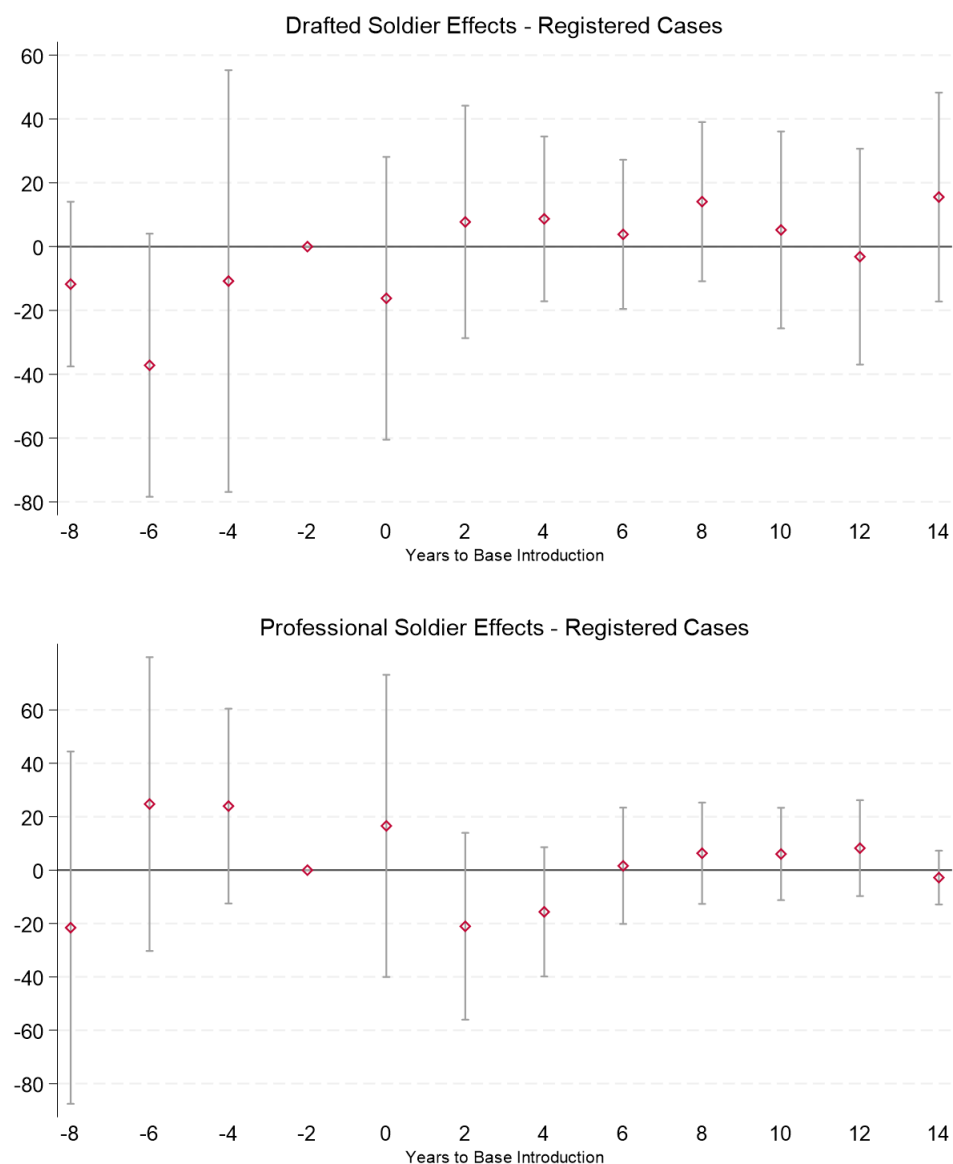 Drafted Soldier Effects - Registered Cases
60
40
20
0
-20
-40
-60
-80
-8 -6 -4 -2 0 2 4 6 8 10 12 14
Years to Base Introduction
Professional Soldier Effects - Registered Cases
60
40
20
0
-20
-40
-60
-80
-8 -6 -4 -2 0 2 4 6 8 10 12 14
Years to Base Introduction